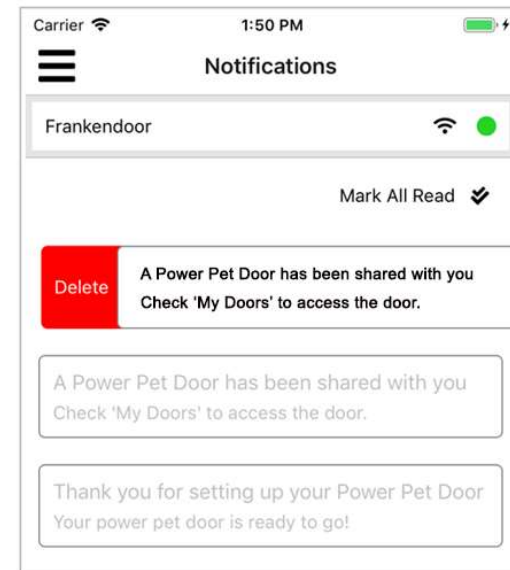 Carrier
1:50 PM
Notifications
Frankendoor
Mark All Read
Delete
A Power Pet Door has been shared with you
Check 'My Doors' to access the door.
A Power Pet Door has been shared with you
Check 'My Doors' to access the door.
Thank you for setting up your Power Pet Door
Your power pet door is ready to go!